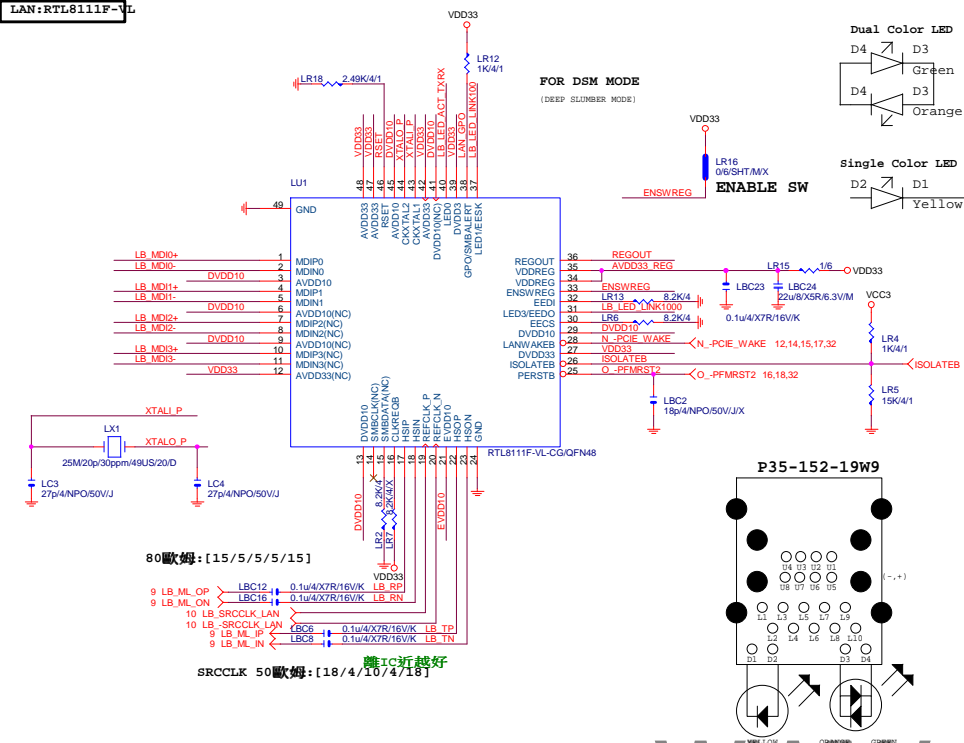 LAN:RTL8111F-VL
VDD33
LR12
1K/4/1
LR18 2.49K/4/1
FOR DSM MODE
(DEEP SLUMBER MODE)
Dual Color LED
D4 D3
Green
D4 D3
Orange
Single Color LED
D2 D1
Yellow
VDD33
LR16
0/6/SHT/M/X
ENABLE SW
ENSWREG
VDD33
VDD33
RSET
DVDD10
XTALO_P
XTALI_P
VDD33
DVDD10
LB_LED_ACT_TXRX
VDD33
LAN_GPO
LB_LED_LINK100
48 47 46 45 44 43 42 41 40 39 38 37
LU1
AVDD33
AVDD33
RSET
AVDD10
CKXTAL2
CKXTAL1
AVDD33
DVDD10(NC)
LED0
DVDD3
GPO/SMBALERT
LED1/EESK
49 GND
LB_MDI0+ 1 MDIP0
LB_MDI0- 2 MDIN0
DVDD10 3 AVDD10
LB_MDI1+ 4 MDIP1
LB_MDI1- 5 MDIN1
DVDD10 6 AVDD10(NC)
LB_MDI2+ 7 MDIP2(NC)
LB_MDI2- 8 MDIN2(NC)
DVDD10 9 AVDD10(NC)
LB_MDI3+ 10 MDIP3(NC)
LB_MDI3- 11 MDIN3(NC)
VDD33 12 AVDD33(NC)
REGOUT 36 REGOUT
VDDREG 35 AVDD33_REG
VDDREG 34
ENSWREG 33 ENSWREG
EEDI 32 LR13 8.2K/4
LED3/EEDO 31 LB_LED_LINK1000
EECS 30 LR6 8.2K/4
DVDD10 29 DVDD10
LANWAKEB 28 N_-PCIE_WAKE N_-PCIE_WAKE 12,14,15,17,32
DVDD33 27 VDD33
ISOLATEB 26 ISOLATEB
PERSTB 25 O_-PFMRST2 O_-PFMRST2 16,18,32
LR15 1/6 VDD33
LBC23
0.1u/4/X7R/16V/K
LBC24
22u/8/X5R/6.3V/M
VCC3
LR4
1K/4/1
ISOLATEB
LR5
15K/4/1
LBC2
18p/4/NPO/50V/J/X
DVDD10
SMBCLK(NC)
SMBDATA(NC)
CLKREQB
HSIP
HSIN
REFCLK_P
REFCLK_N
EVDD10
HSOP
HSON
GND
RTL8111F-VL-CG/QFN48
13 14 15 16 17 18 19 20 21 22 23 24
XTALI_P
LX1
XTALO_P
25M/20p/30ppm/49US/20/D
LC3
27p/4/NPO/50V/J
LC4
27p/4/NPO/50V/J
DVDD10
LR2 8.2K/4
LR7 8.2K/4/X
VDD33
EVDD10
80歐姆:[15/5/5/5/15]
9 LB_ML_OP LBC12 0.1u/4/X7R/16V/K LB_RP
9 LB_ML_ON LBC16 0.1u/4/X7R/16V/K LB_RN
10 LB_SRCCLK_LAN
10 LB_-SRCCLK_LAN
9 LB_ML_IP LBC6 0.1u/4/X7R/16V/K LB_TP
9 LB_ML_IN LBC8 0.1u/4/X7R/16V/K LB_TN
離IC近越好
SRCCLK 50歐姆:[18/4/10/4/18]
P35-152-19W9
U4 U3 U2 U1
U8 U7 U6 U5
(-,+)
L1 L3 L5 L7 L9
L2 L4 L6 L8 L10
D1 D2 D3 D4
YELLOW GREEN